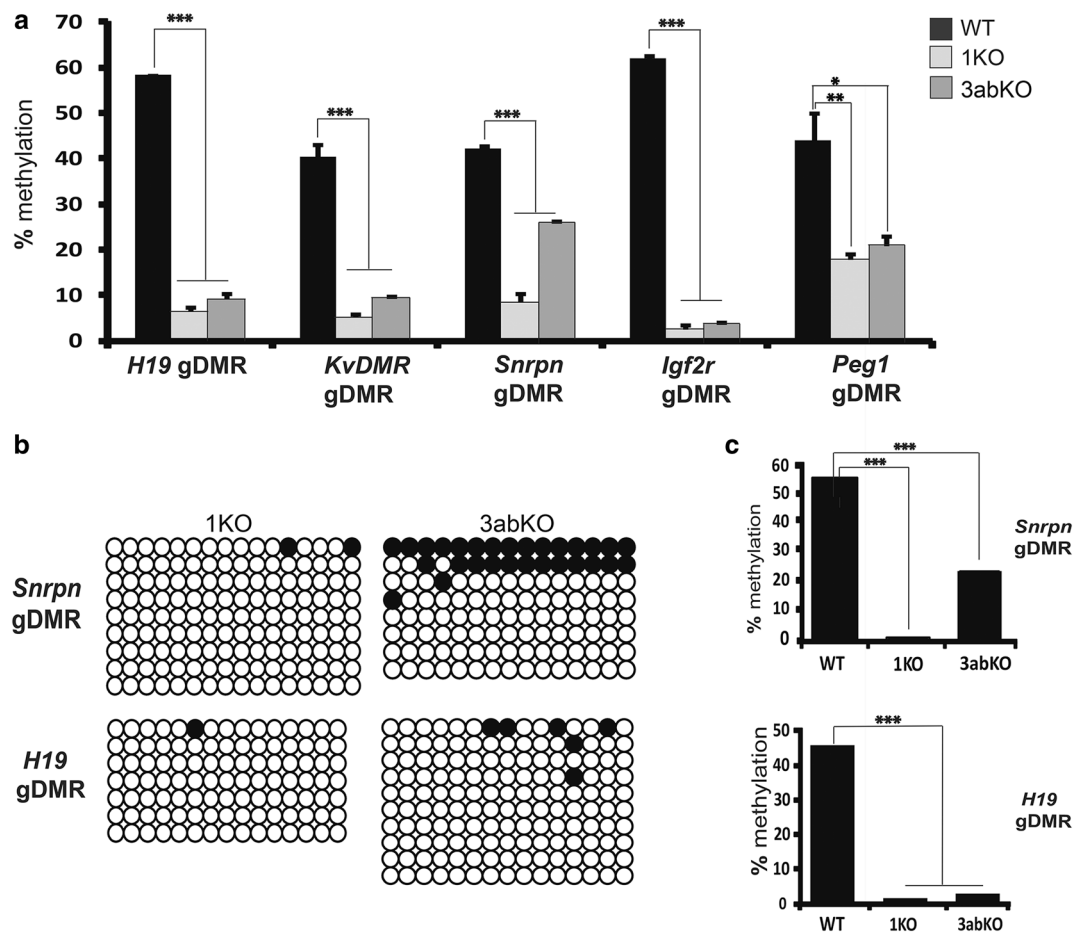 a
% methylation
70
60
50
40
30
20
10
0
***
***
***
***
*
**
WT
1KO
3abKO
H19 gDMR
KvDMR
gDMR
Snrpn
gDMR
Igf2r
gDMR
Peg1
gDMR
b
1KO
3abKO
Snrpn
gDMR
H19
gDMR
c
% methylation
60
50
40
30
20
10
0
***
***
WT
1KO
3abKO
Snrpn
gDMR
% methylation
50
40
30
20
10
0
***
WT
1KO
3abKO
H19
gDMR